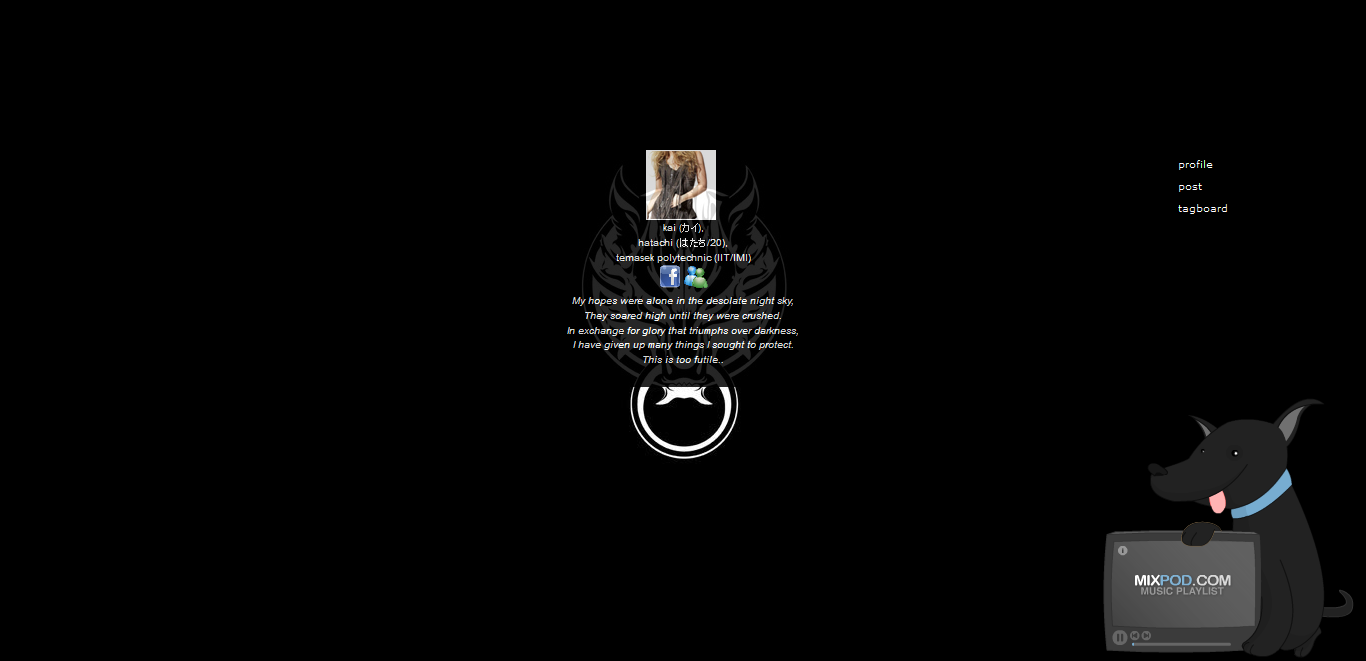 kai (カイ),
hatachi (はたち/20),
temasek polytechnic (IIT/IMI)
My hopes were alone in the desolate night sky,
They soared high until they were crushed.
In exchange for glory that triumphs over darkness,
I have given up many things I sought to protect.
This is too futile..
profile
post
tagboard
MIXPOD.COM
MUSIC PLAYLIST